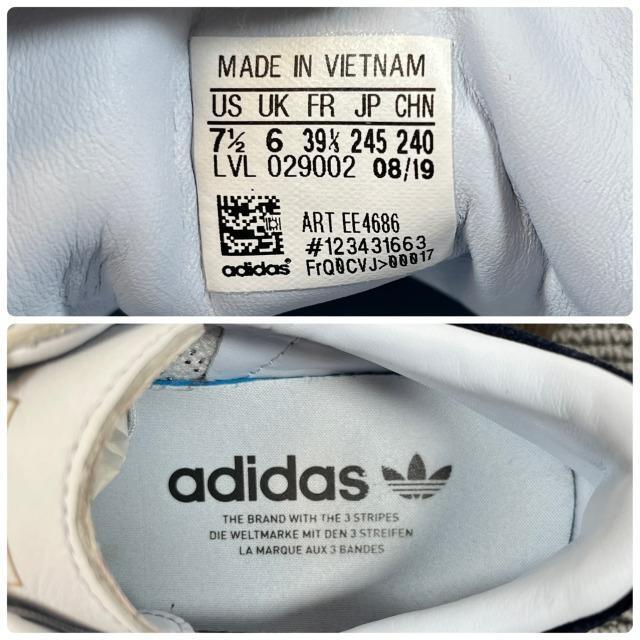 MADE IN VIETNAM
US UK FR JP CHN
7½ 6 39⅓ 245 240
LVL 029002 08/19
ART EE4686
#123431663
adidas FrQ0CVJ>00017
adidas
THE BRAND WITH THE 3 STRIPES
DIE WELTMARKE MIT DEN 3 STREIFEN
LA MARQUE AUX 3 BANDES